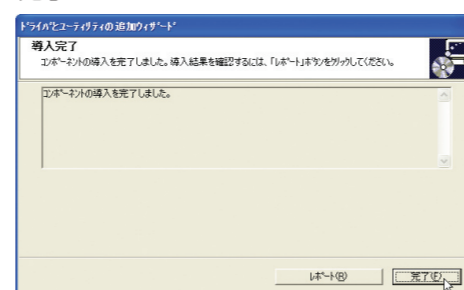 ﾄﾞﾗｲﾊﾞとﾕｰﾃｨﾘﾃｨの追加ｳｨｻﾞｰﾄﾞ
導入完了
ｺﾝﾎﾟｰﾈﾝﾄの導入を完了しました。導入結果を確認するには、「ﾚﾎﾟｰﾄ」ﾎﾞﾀﾝをｸﾘｯｸしてください。
ｺﾝﾎﾟｰﾈﾝﾄの導入を完了しました。
ﾚﾎﾟｰﾄ(R)
完了(F)